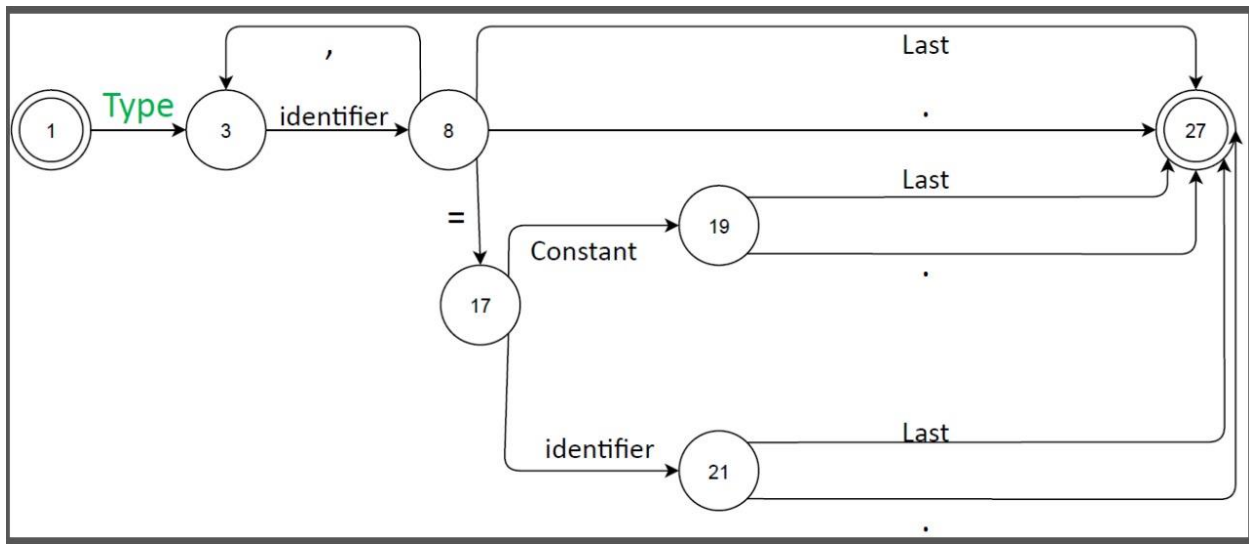 ,
Last
Type
identifier
.
1
3
8
27
Last
=
19
Constant
.
17
Last
identifier
21
.